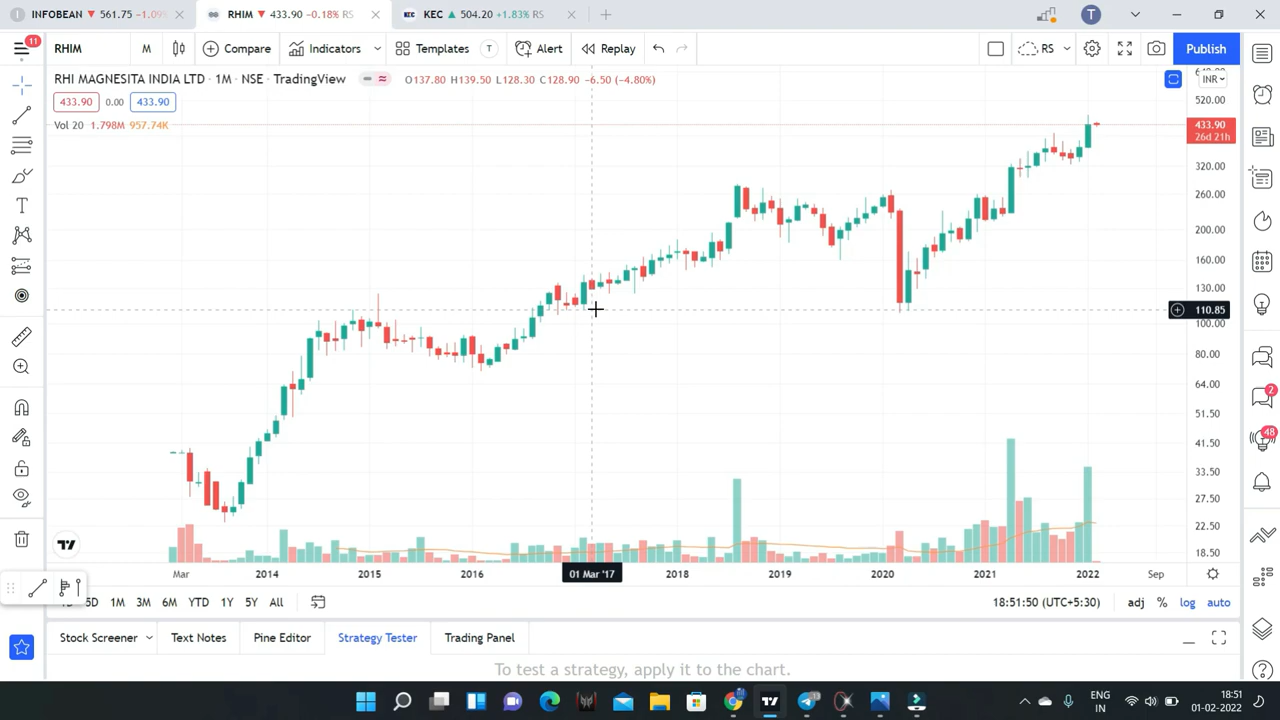 INFOBEAN ▼ 561.75 −1.09%
RHIM ▼ 433.90 −0.18% RS
KEC ▲ 504.20 +1.83% RS
T
11
RHIM
M
Compare
Indicators
Templates
T
Alert
Replay
RS
Publish
RHI MAGNESITA INDIA LTD · 1M · NSE · TradingView
O137.80 H139.50 L128.30 C128.90 −6.50 (−4.80%)
INR
433.90 0.00 433.90
520.00
Vol 20 1.798M 957.74K
433.90
26d 21h
320.00
260.00
200.00
160.00
130.00
110.85
100.00
80.00
64.00
51.50
41.50
33.50
27.50
22.50
18.50
2
48
Mar 2014 2015 2016 01 Mar '17 2018 2019 2020 2021 2022 Sep
5D 1M 3M 6M YTD 1Y 5Y All
18:51:50 (UTC+5:30) adj % log auto
Stock Screener Text Notes Pine Editor Strategy Tester Trading Panel
To test a strategy, apply it to the chart.
ENG
IN
18:51
01-02-2022